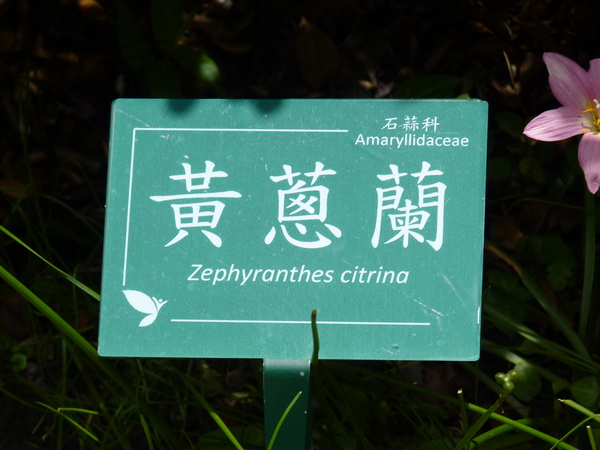 石蒜科
Amaryllidaceae
黃蔥蘭
Zephyranthes citrina